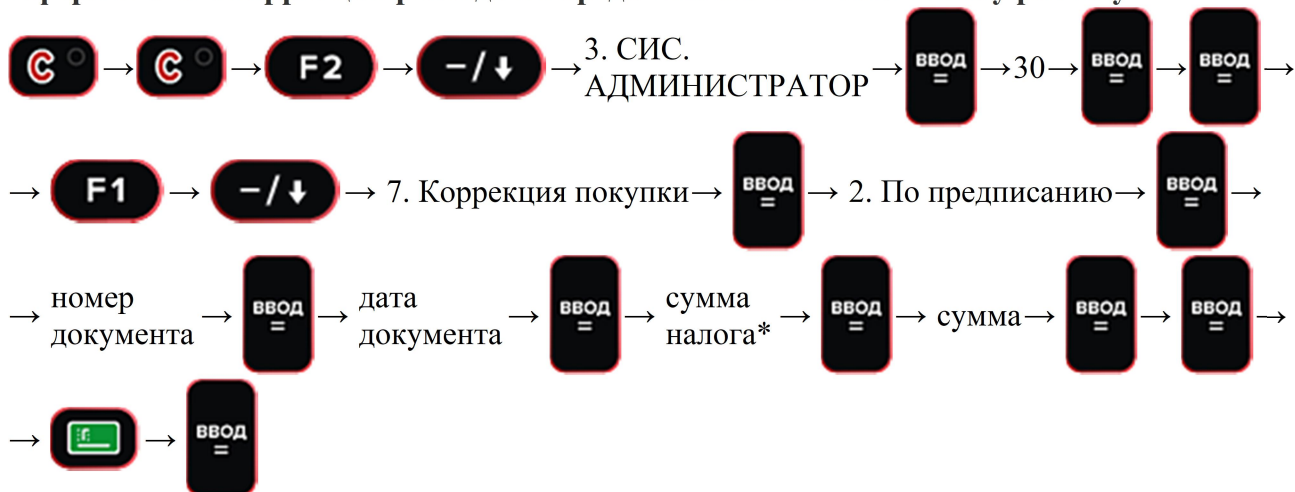 C → C → F2 → −/↓ → 3. СИС. АДМИНИСТРАТОР → ВВОД = → 30 → ВВОД = → ВВОД = →
→ F1 → −/↓ → 7. Коррекция покупки → ВВОД = → 2. По предписанию → ВВОД = →
→ номер документа → ВВОД = → дата документа → ВВОД = → сумма налога* → ВВОД = → сумма → ВВОД = → ВВОД = →
→ → ВВОД =